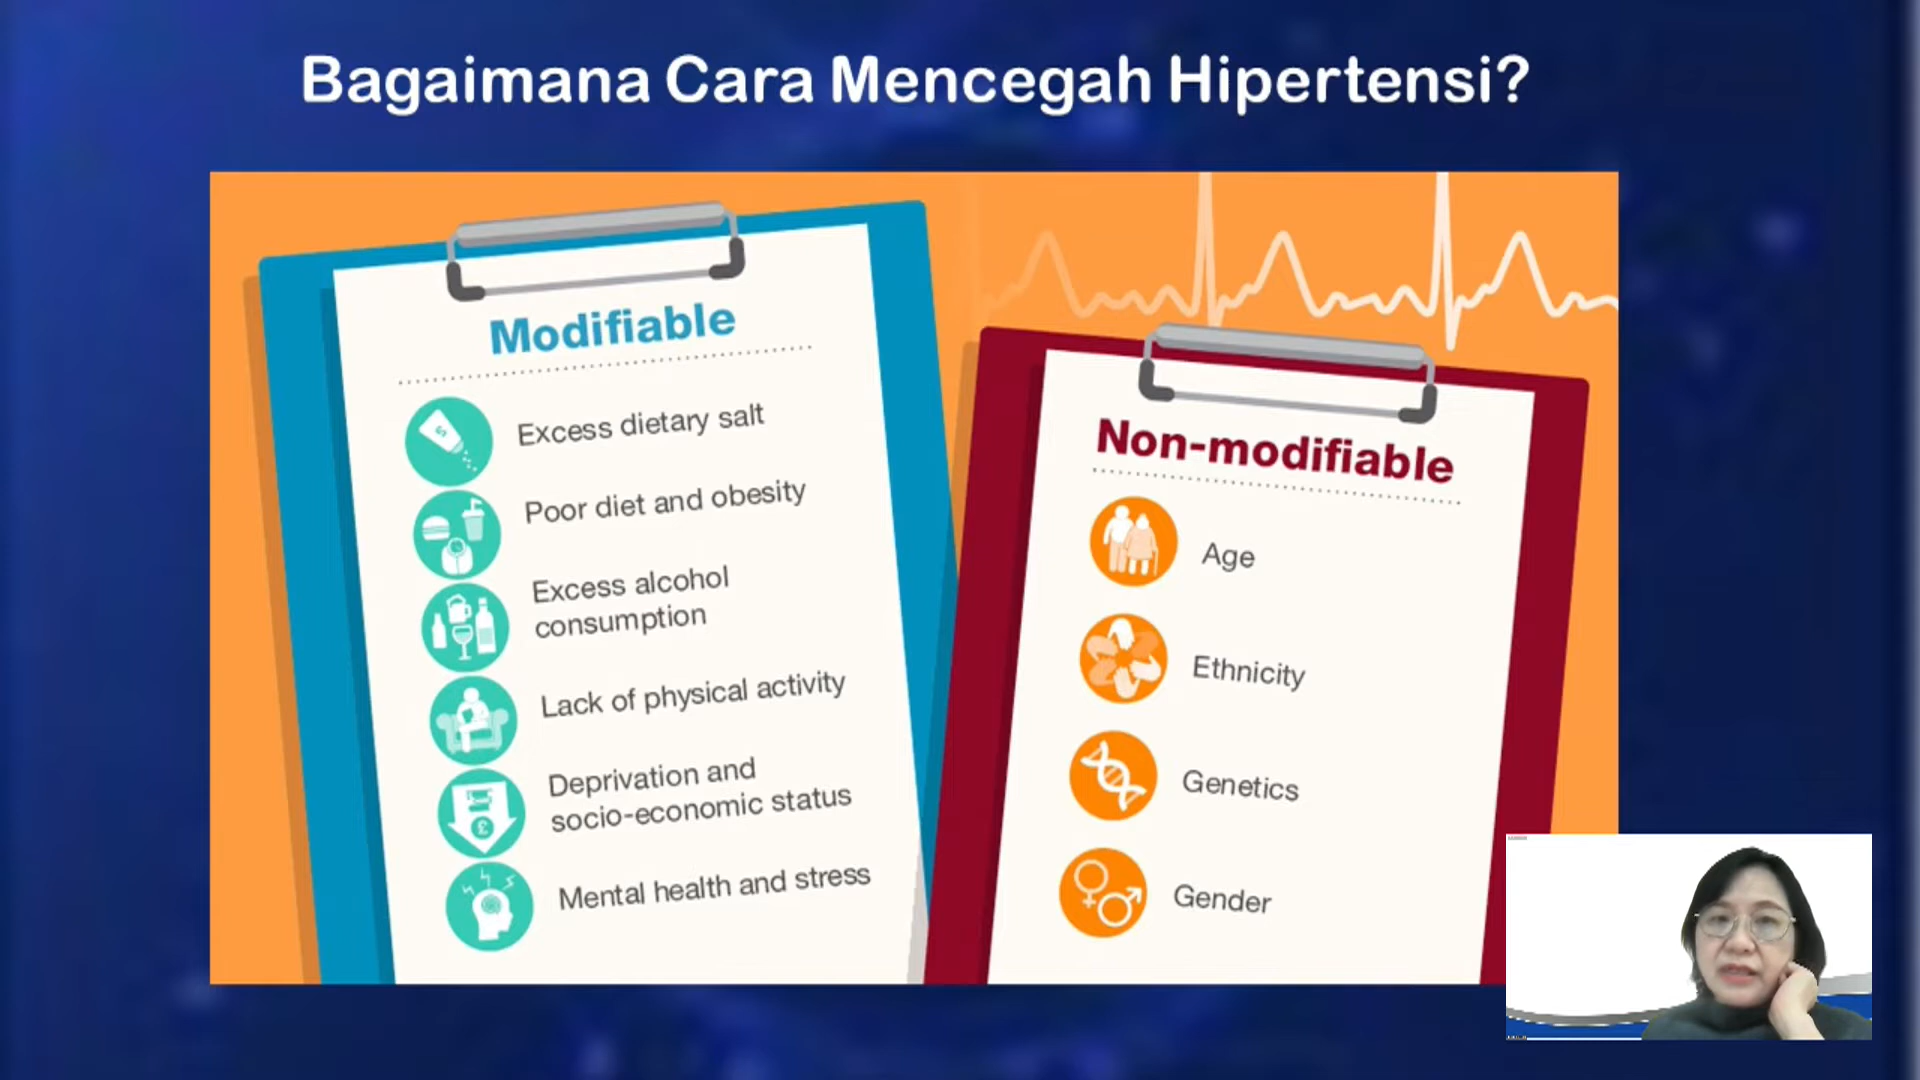 Bagaimana Cara Mencegah Hipertensi?
Modifiable
Excess dietary salt
Poor diet and obesity
Excess alcohol
consumption
Lack of physical activity
Deprivation and
socio-economic status
£
Mental health and stress
Non-modifiable
Age
Ethnicity
Genetics
Gender